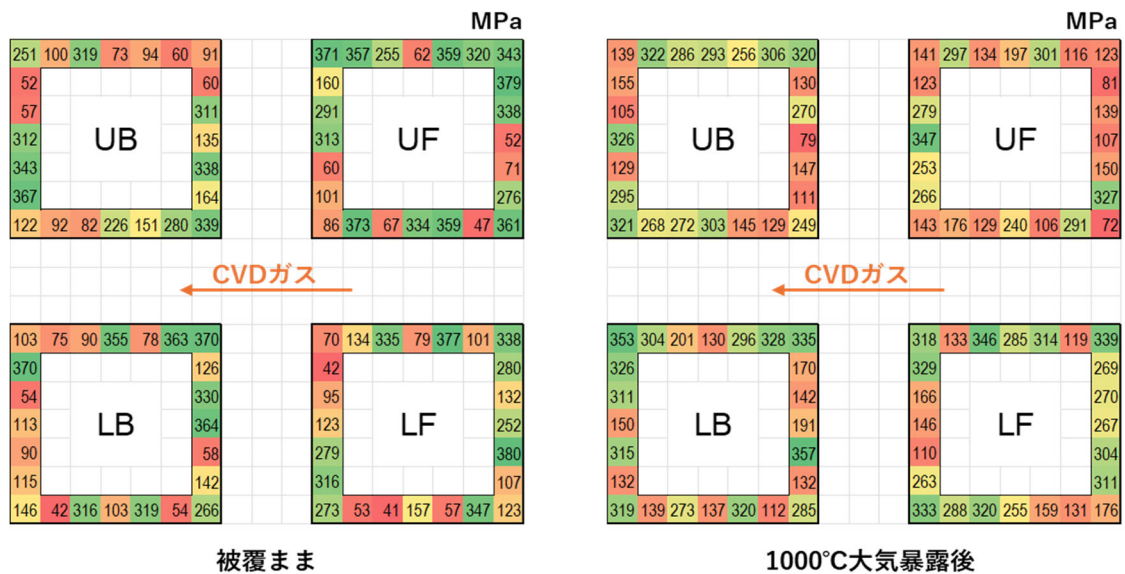 MPa MPa
251 100 319 73 94 60 91 371 357 255 62 359 320 343 139 322 286 293 256 306 320 141 297 134 197 301 116 123
52 60 160 379 155 130 123 81
57 311 291 338 105 270 279 139
312 UB 135 313 UF 52 326 UB 79 347 UF 107
343 338 60 71 129 147 253 150
367 164 101 276 295 111 266 327
122 92 82 226 151 280 339 86 373 67 334 359 47 361 321 268 272 303 145 129 249 143 176 129 240 106 291 72
CVDガス CVDガス
103 75 90 355 78 363 370 70 134 335 79 377 101 338 353 304 201 130 296 328 335 318 133 346 285 314 119 339
370 126 42 280 326 170 329 269
54 330 95 132 311 142 166 270
113 LB 364 123 LF 252 150 LB 191 146 LF 267
90 58 279 380 315 357 110 304
115 142 316 107 132 132 263 311
146 42 316 103 319 54 266 273 53 41 157 57 347 123 319 139 273 137 320 112 285 333 288 320 255 159 131 176
被覆まま 1000℃大気暴露後